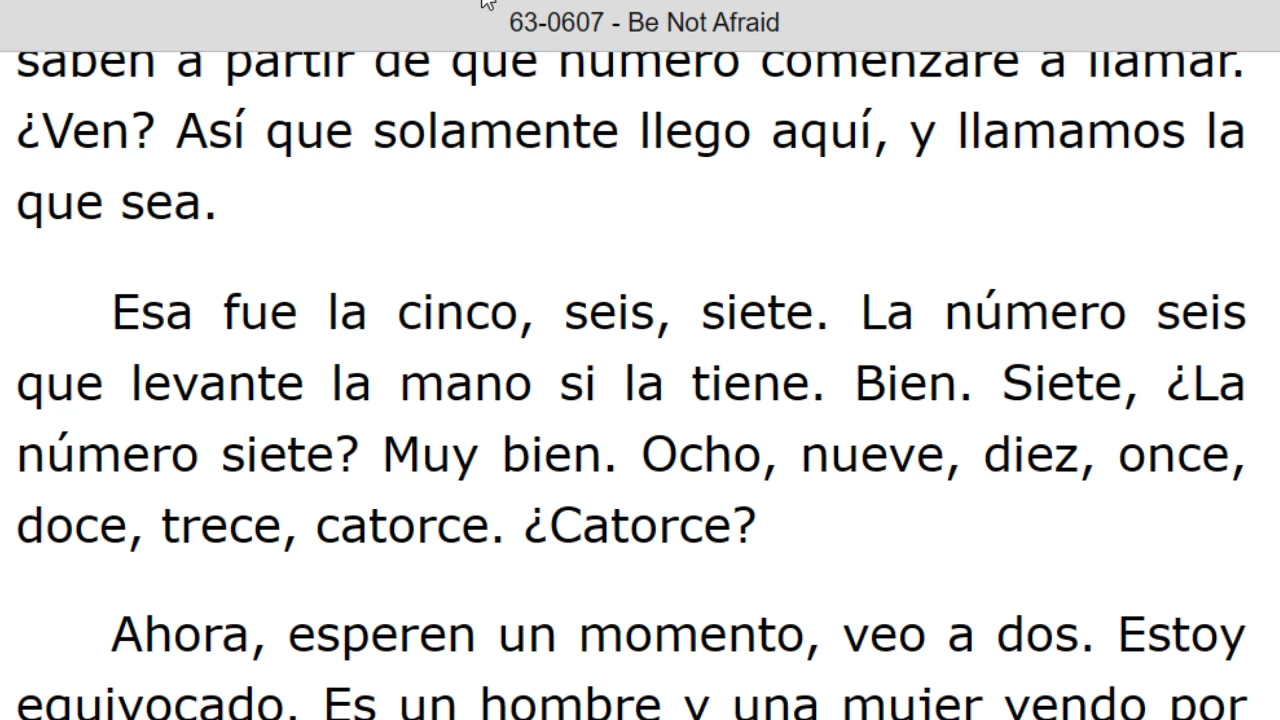 63-0607 - Be Not Afraid
saben a partir de qué número comenzaré a llamar.
¿Ven? Así que solamente llego aquí, y llamamos la
que sea.
Esa fue la cinco, seis, siete. La número seis
que levante la mano si la tiene. Bien. Siete, ¿La
número siete? Muy bien. Ocho, nueve, diez, once,
doce, trece, catorce. ¿Catorce?
Ahora, esperen un momento, veo a dos. Estoy
equivocado. Es un hombre y una mujer yendo por